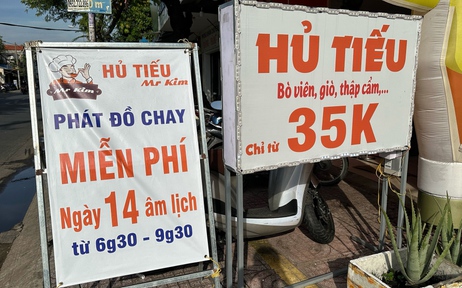 HỦ TIẾU
Mr Kim
Mr Kim
PHÁT ĐỒ CHAY
MIỄN PHÍ
Ngày 14 âm lịch
từ 6g30 - 9g30
HỦ TIẾU
Bò viên, giò, thập cẩm,...
Chỉ từ 35K